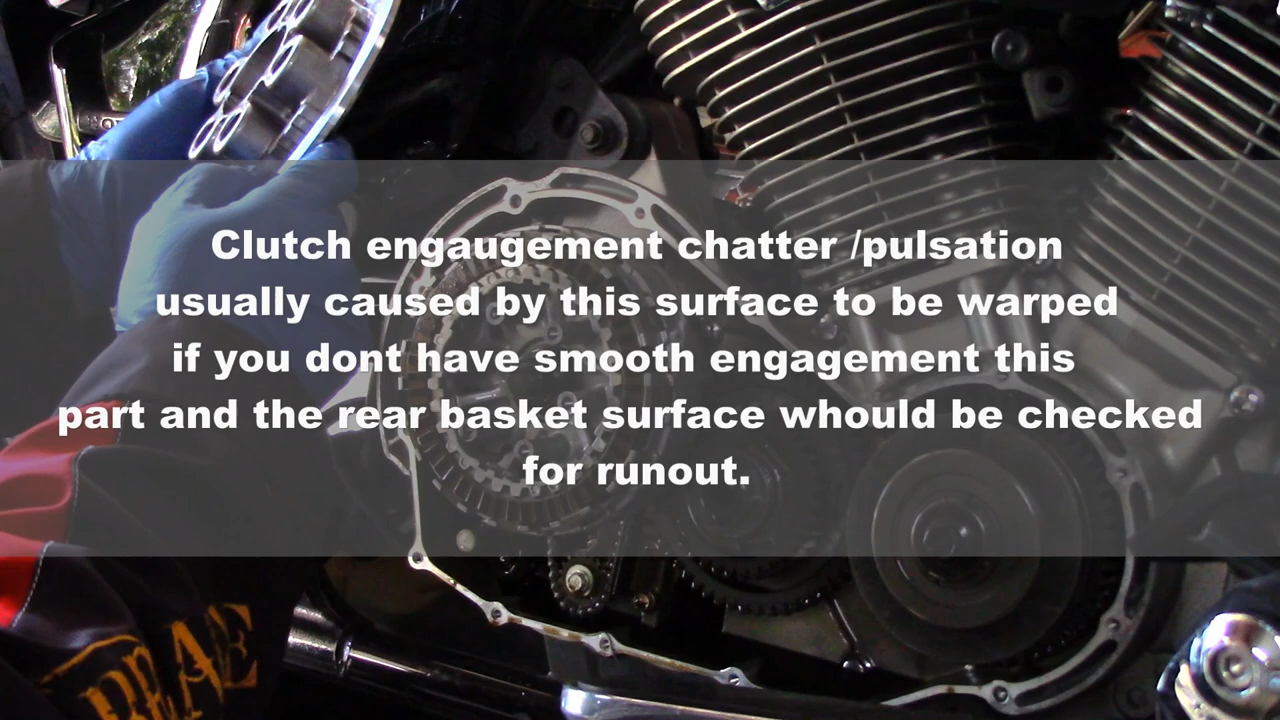 Clutch engaugement chatter /pulsation
usually caused by this surface to be warped
if you dont have smooth engagement this
part and the rear basket surface whould be checked
for runout.